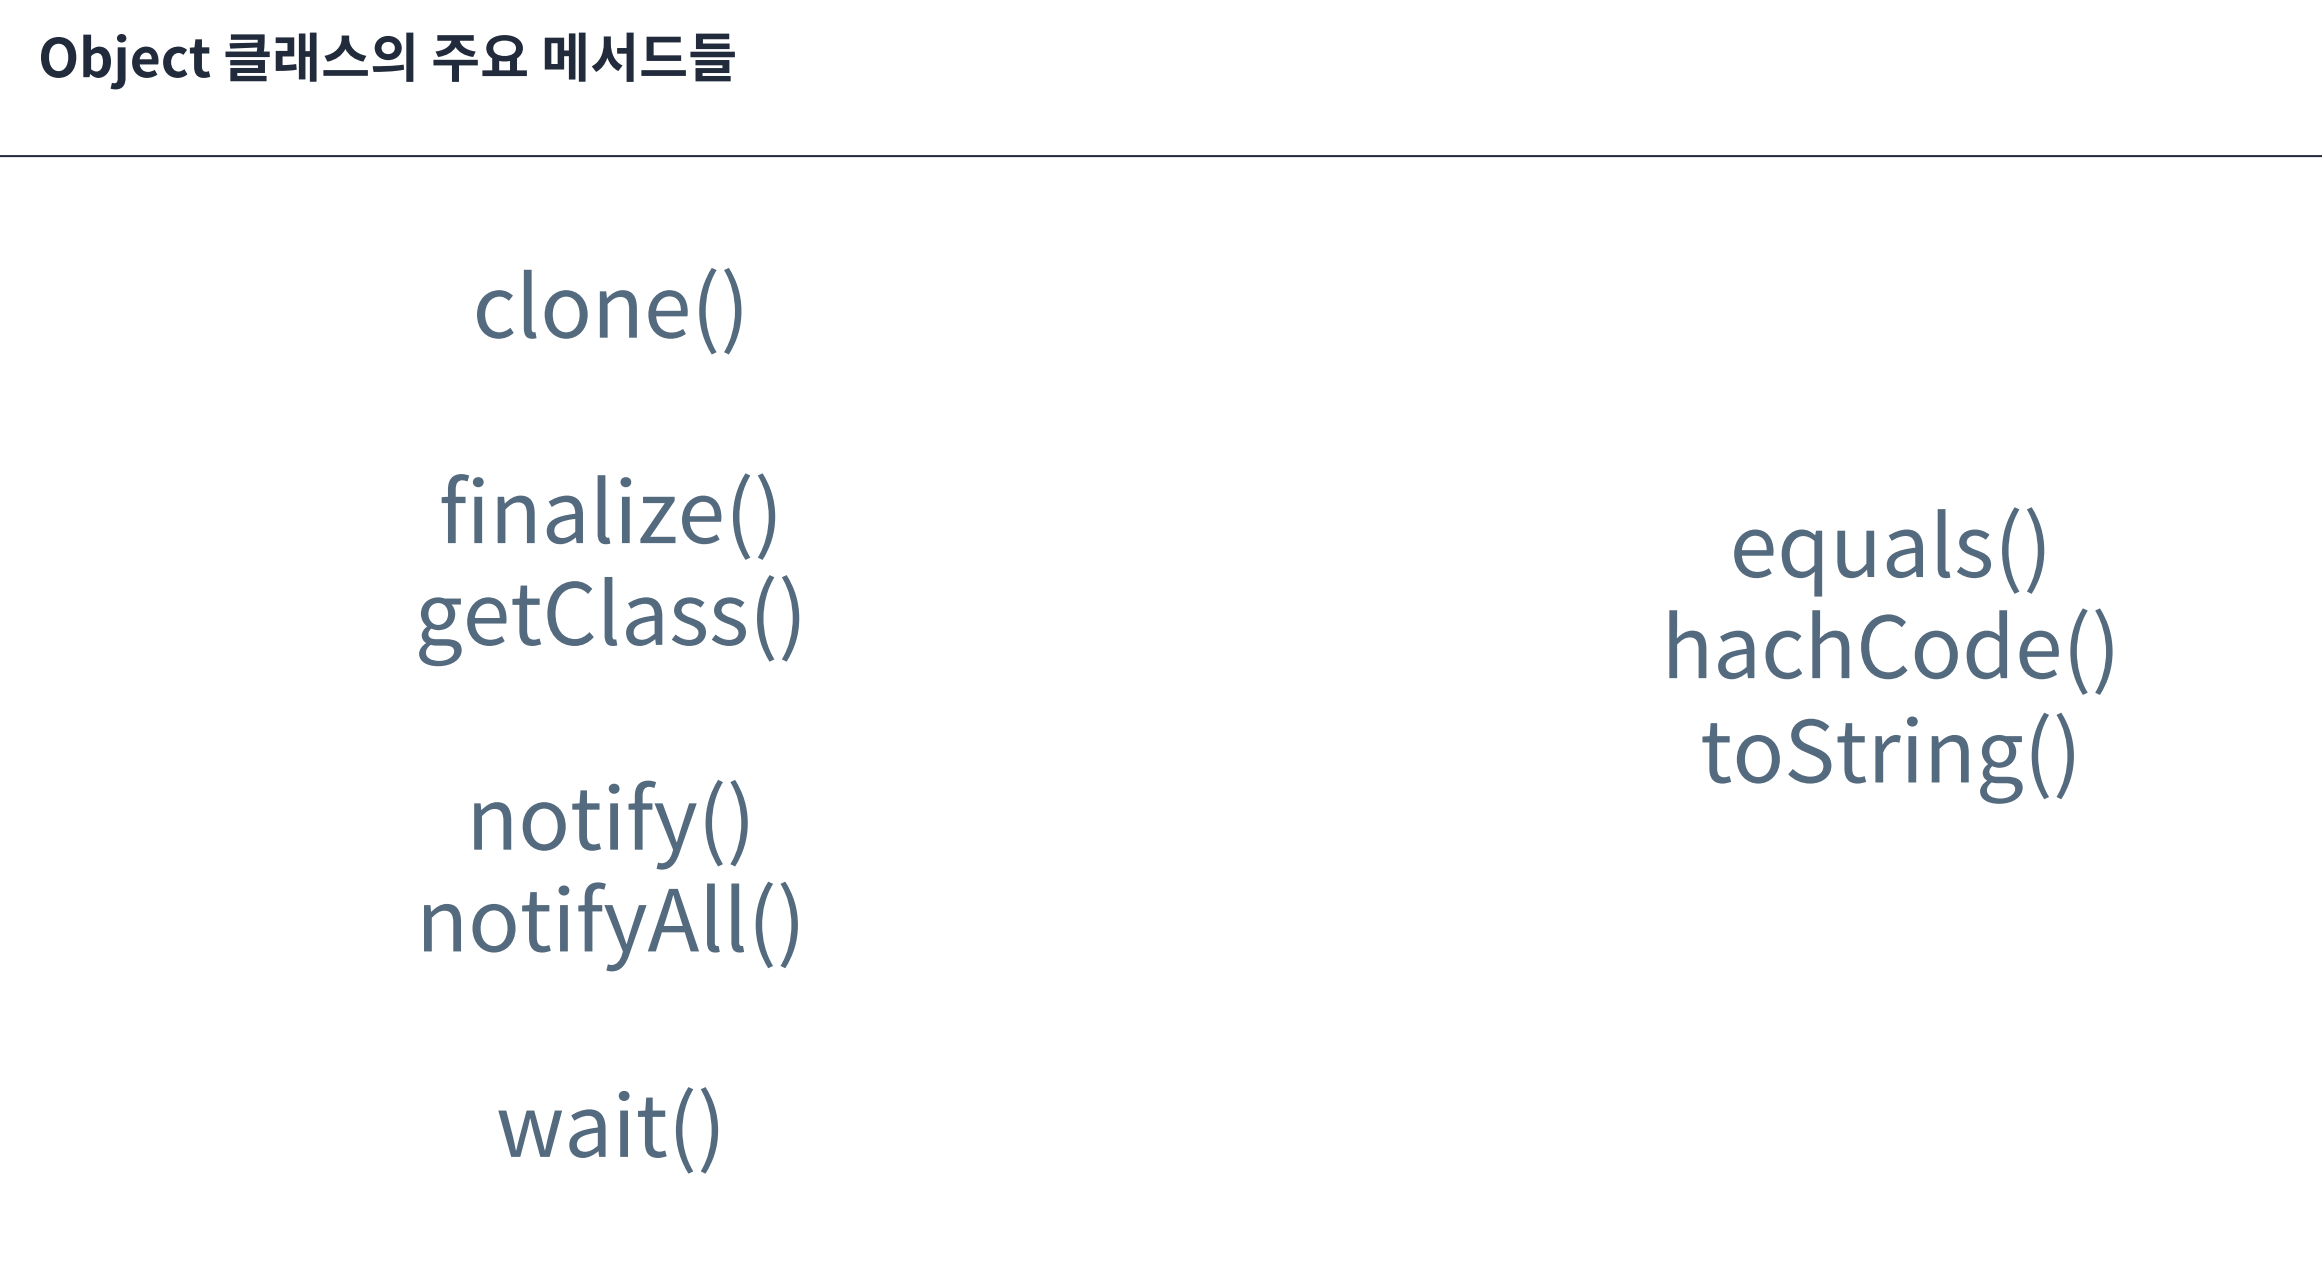 Object 클래스의 주요 메서드들
clone()
finalize()
getClass()
notify()
notifyAll()
wait()
equals()
hachCode()
toString()